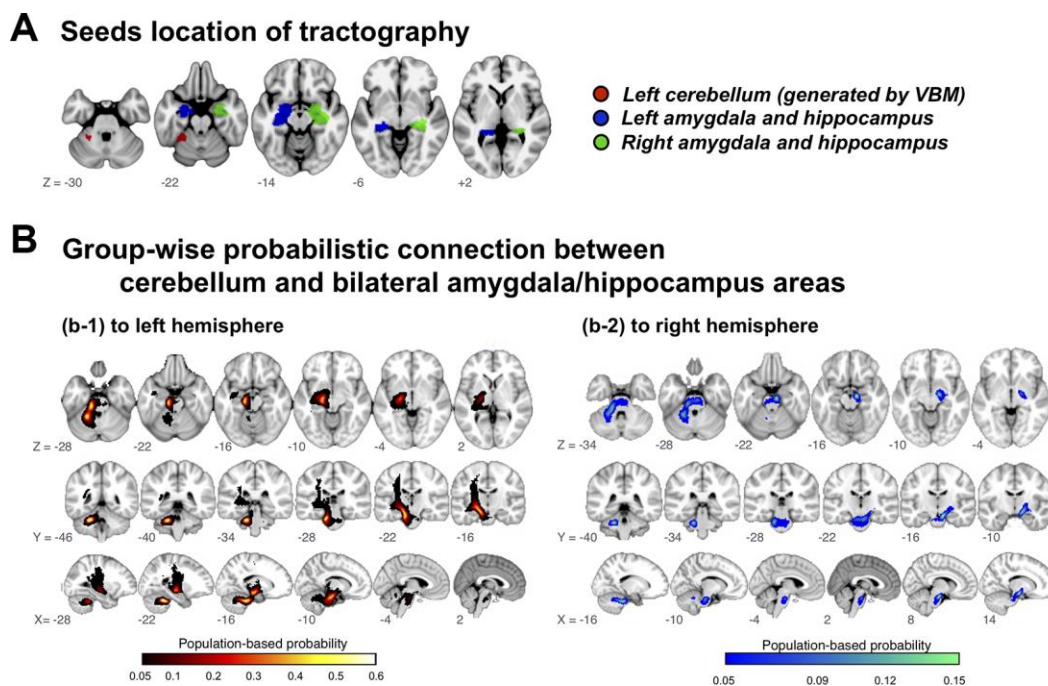 A Seeds location of tractography
Left cerebellum (generated by VBM)
Left amygdala and hippocampus
Right amygdala and hippocampus
Z = -30 -22 -14 -6 +2
B Group-wise probabilistic connection between
cerebellum and bilateral amygdala/hippocampus areas
(b-1) to left hemisphere
Z = -28 -22 -16 -10 -4 2
Y = -46 -40 -34 -28 -22 -16
X= -28 -20 -14 -10 -4 2
Population-based probability
0.05 0.1 0.2 0.3 0.4 0.5 0.6
(b-2) to right hemisphere
Z = -34 -28 -22 -16 -10 -4
Y = -40 -34 -28 -22 -16 -10
X = -16 -10 -4 2 8 14
Population-based probability
0.05 0.09 0.12 0.15